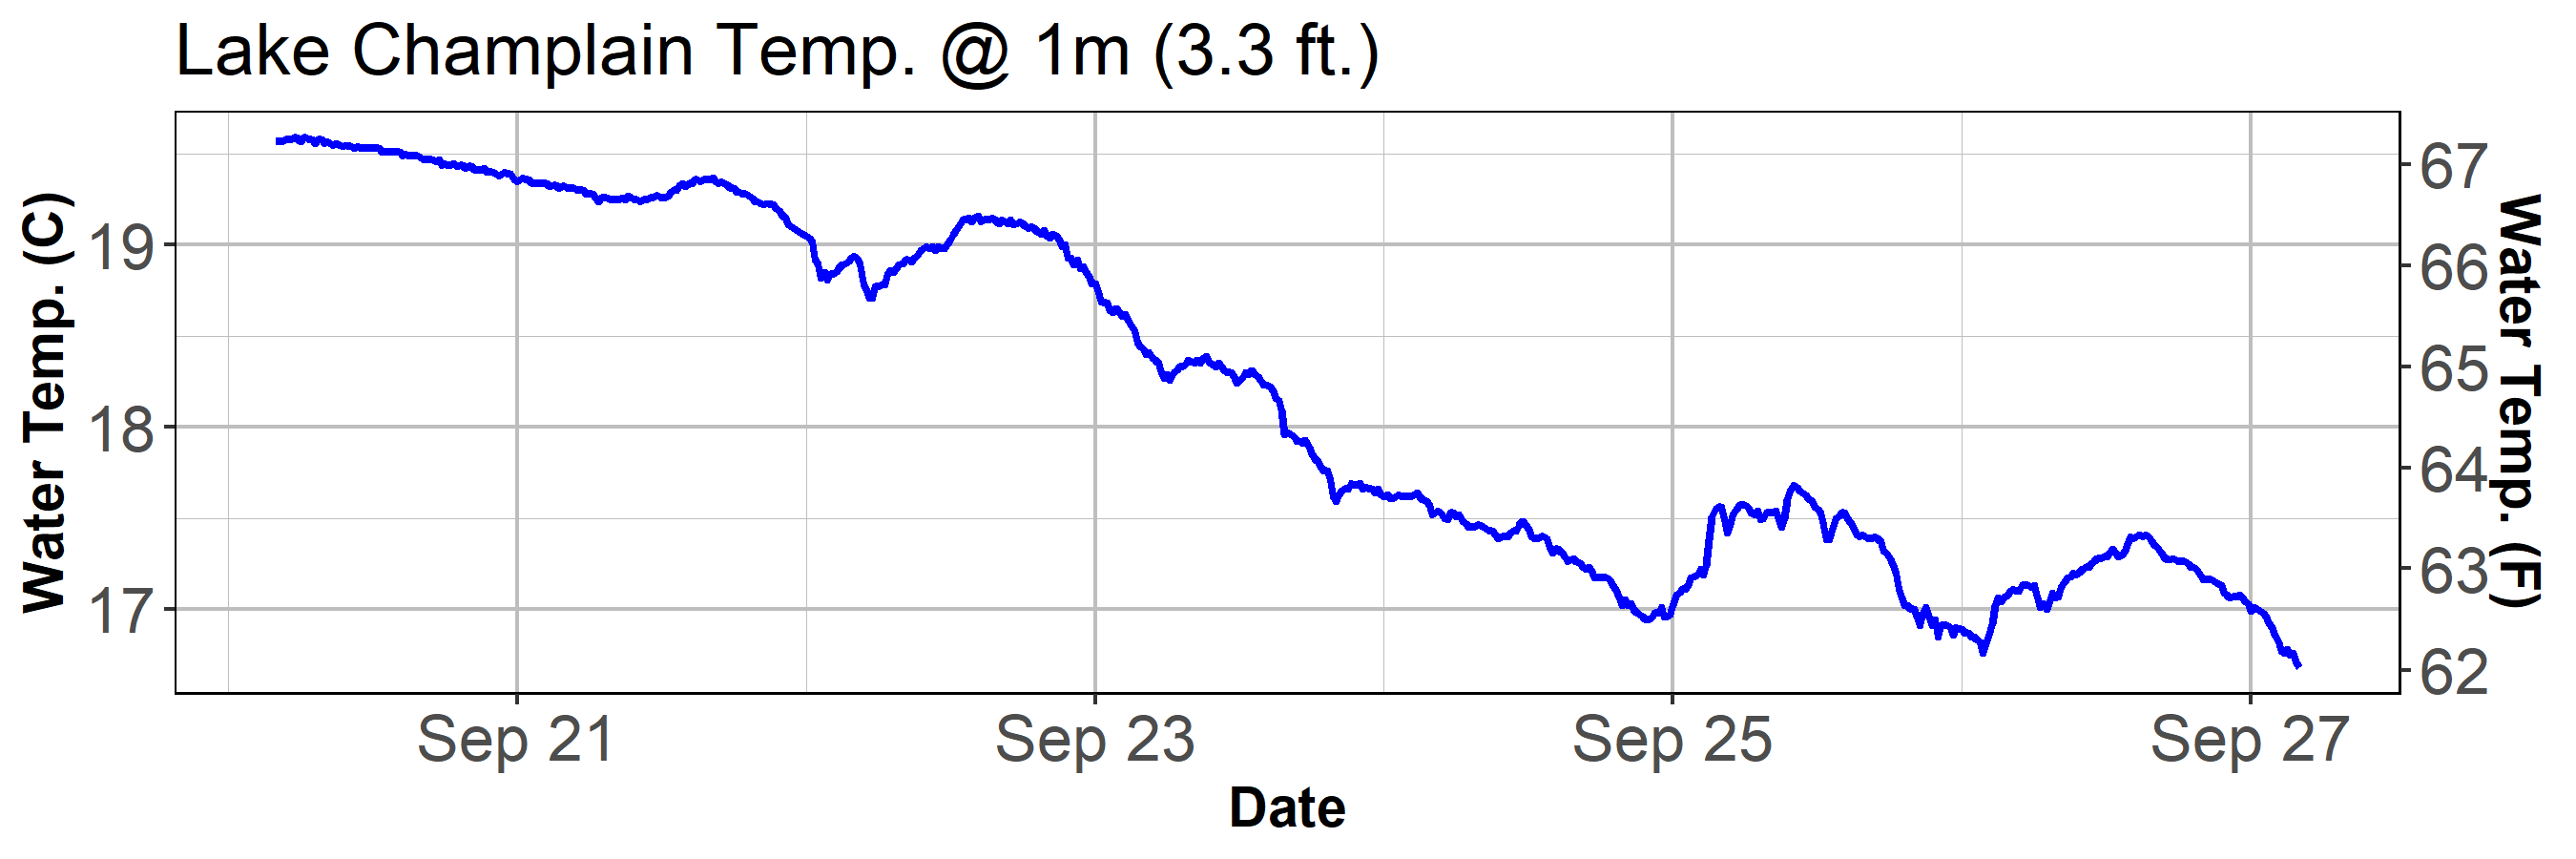 Lake Champlain Temp. @ 1m (3.3 ft.)
Water Temp. (C)
19
18
17
67
66
65
64
63
62
Water Temp. (F)
Sep 21
Sep 23
Sep 25
Sep 27
Date